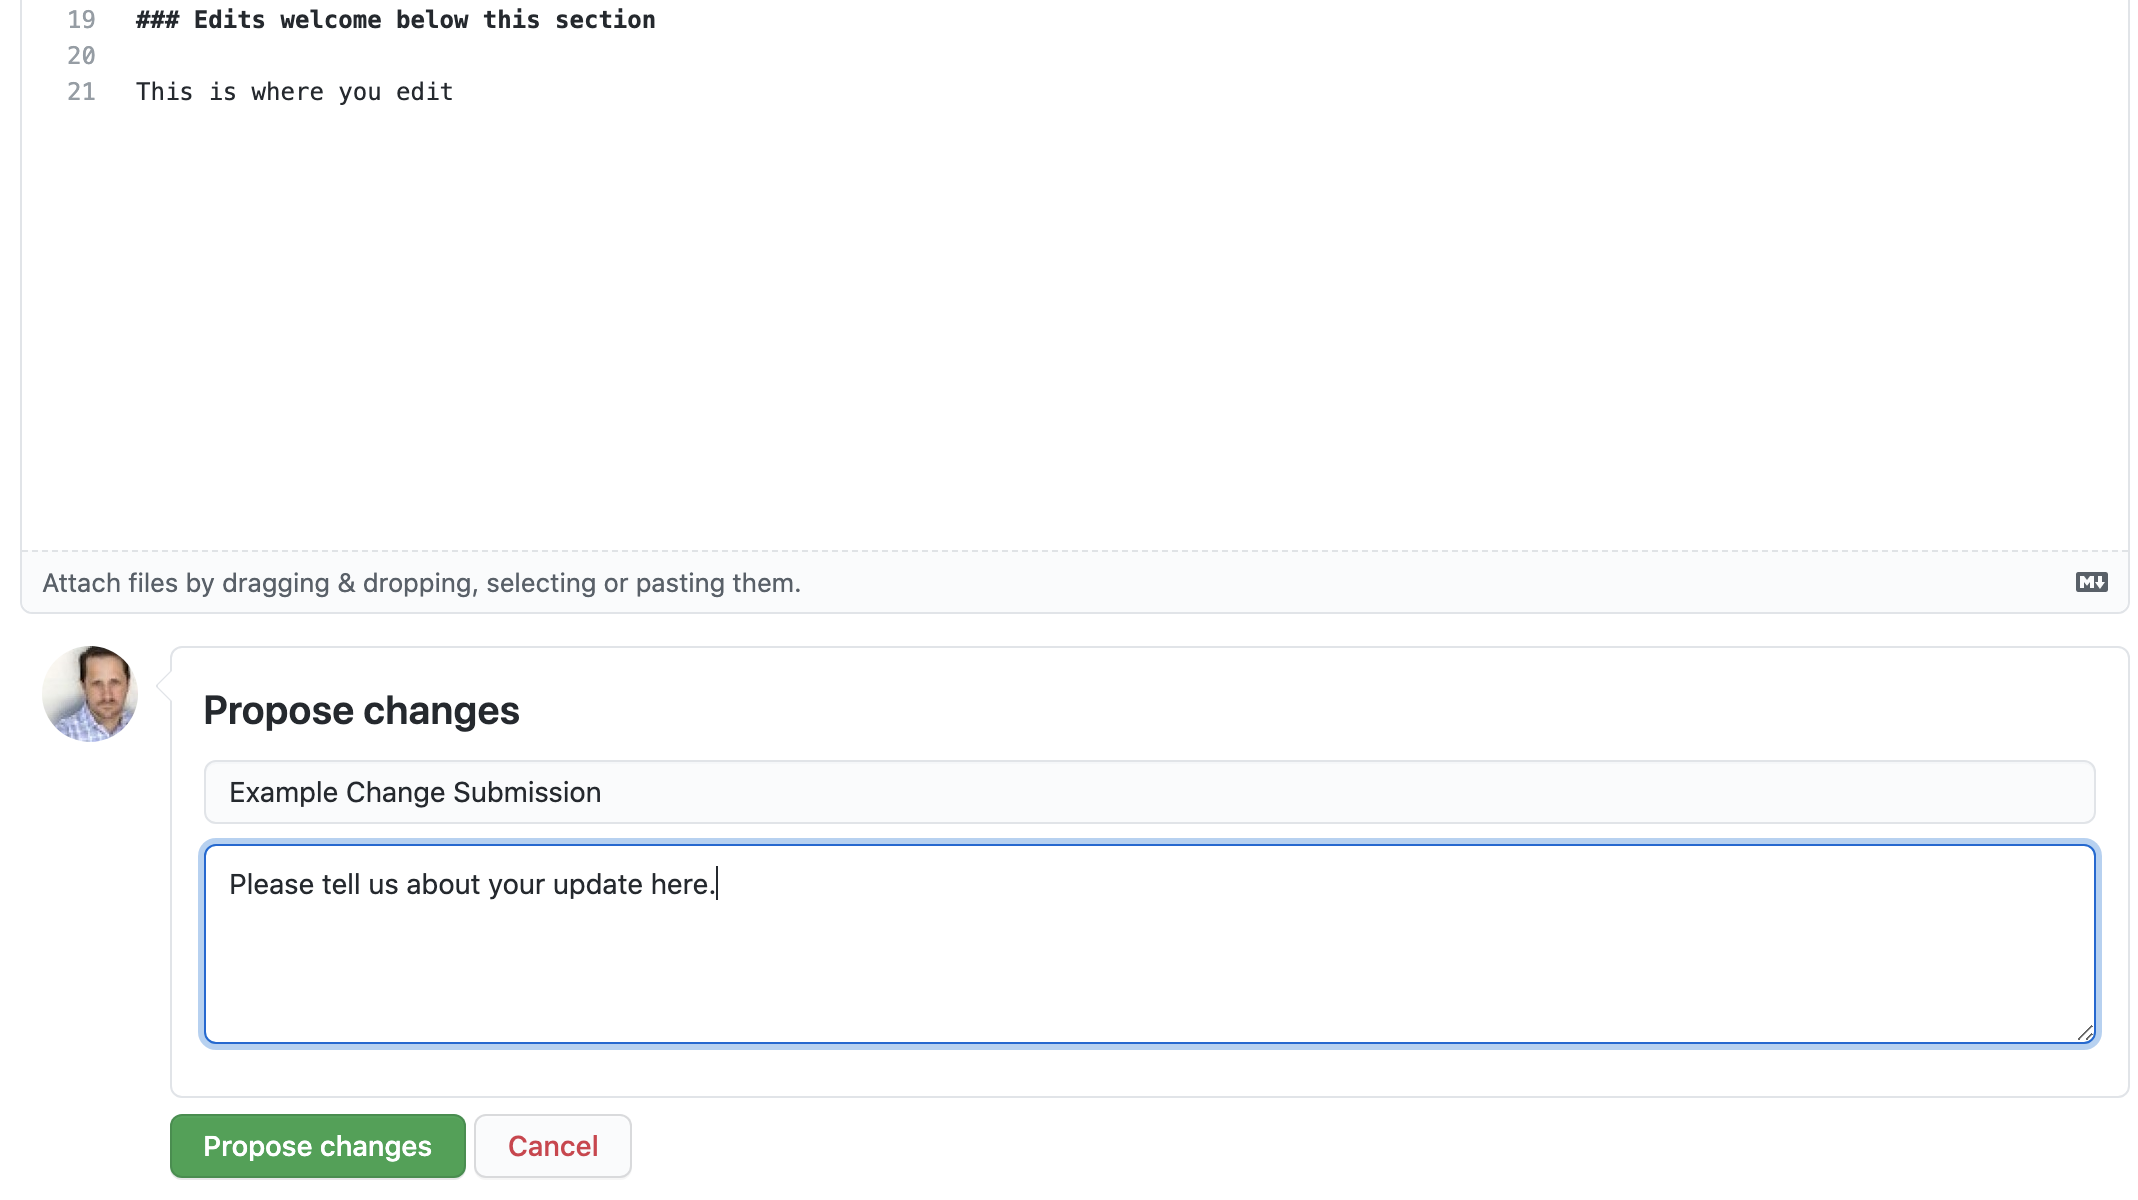 19 ### Edits welcome below this section
20
21 This is where you edit
Attach files by dragging & dropping, selecting or pasting them.
M↓
Propose changes
Example Change Submission
Please tell us about your update here.
Propose changes
Cancel